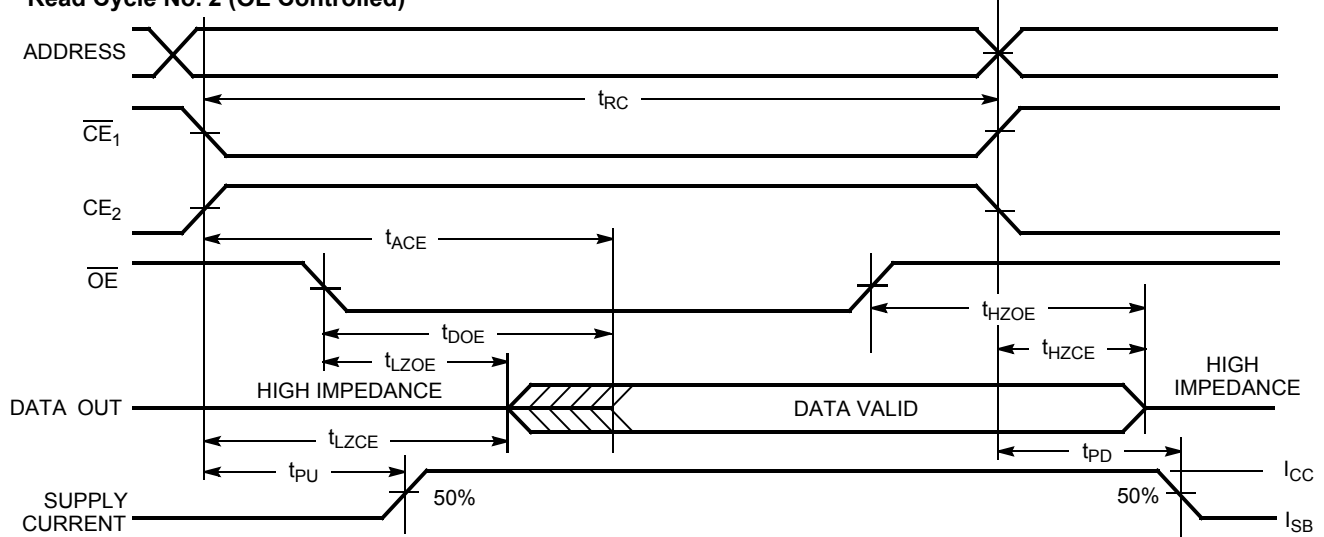 Read Cycle No. 2 (OE Controlled)
ADDRESS
tRC
CE1
CE2
tACE
OE
tHZOE
tDOE
tLZOE
tHZCE
HIGH IMPEDANCE
HIGH IMPEDANCE
DATA OUT
DATA VALID
tLZCE
tPU
tPD
ICC
SUPPLY CURRENT
50%
50%
ISB